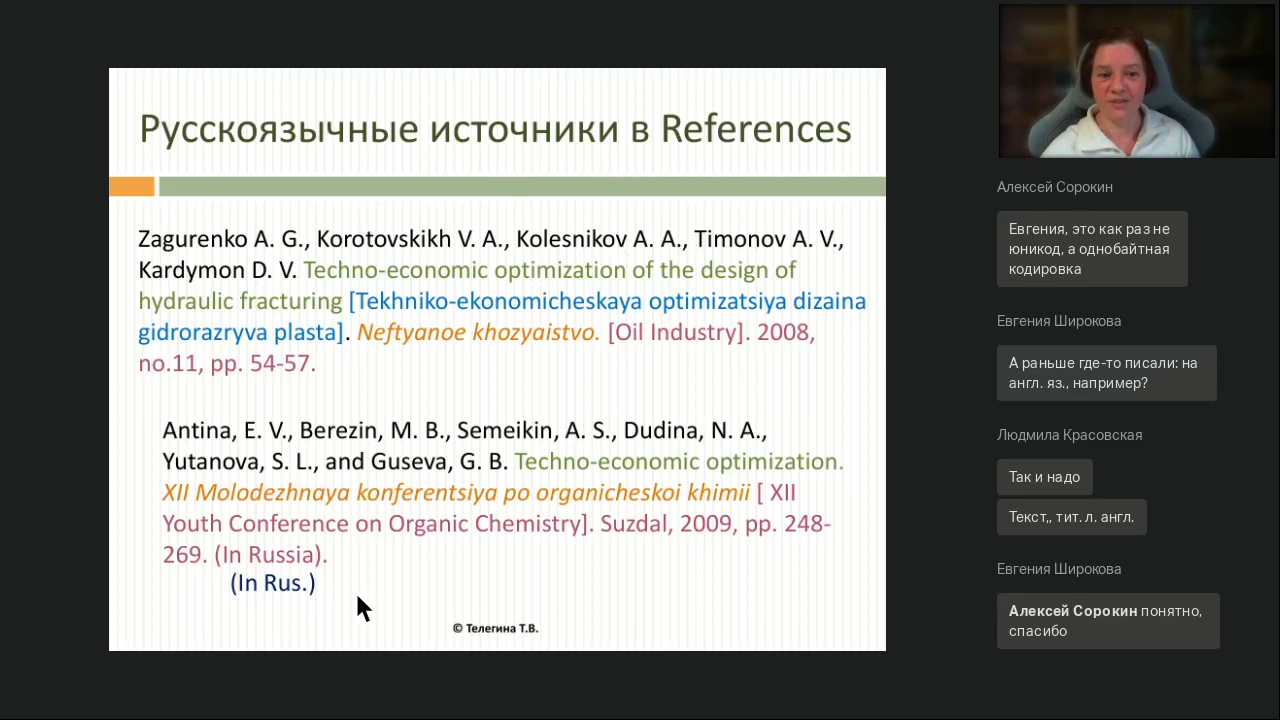 Русскоязычные источники в References
Zagurenko A. G., Korotovskikh V. A., Kolesnikov A. A., Timonov A. V.,
Kardymon D. V. Techno-economic optimization of the design of
hydraulic fracturing [Tekhniko-ekonomicheskaya optimizatsiya dizaina
gidrorazryva plasta]. Neftyanoe khozyaistvo. [Oil Industry]. 2008,
no.11, pp. 54-57.
Antina, E. V., Berezin, M. B., Semeikin, A. S., Dudina, N. A.,
Yutanova, S. L., and Guseva, G. B. Techno-economic optimization.
XII Molodezhnaya konferentsiya po organicheskoi khimii [ XII
Youth Conference on Organic Chemistry]. Suzdal, 2009, pp. 248-
269. (In Russia).
(In Rus.)
© Телегина Т.В.
Алексей Сорокин
Евгения, это как раз не
юникод, а однобайтная
кодировка
Евгения Широкова
А раньше где-то писали: на
англ. яз., например?
Людмила Красовская
Так и надо
Текст,, тит. л. англ.
Евгения Широкова
Алексей Сорокин понятно,
спасибо